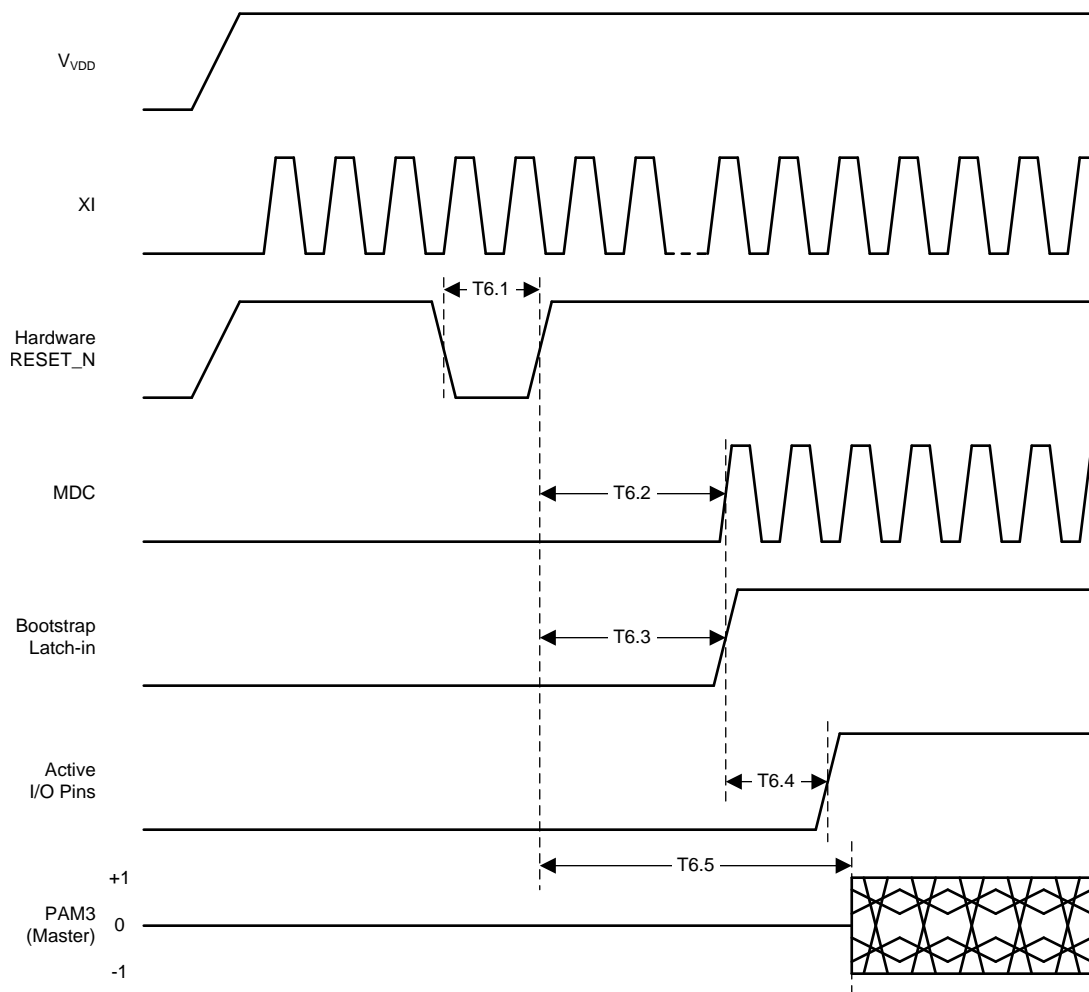 VVDD
XI
T6.1
Hardware
RESET_N
MDC
T6.2
Bootstrap
Latch-in
T6.3
Active
I/O Pins
T6.4
T6.5
+1
PAM3
(Master)
0
-1